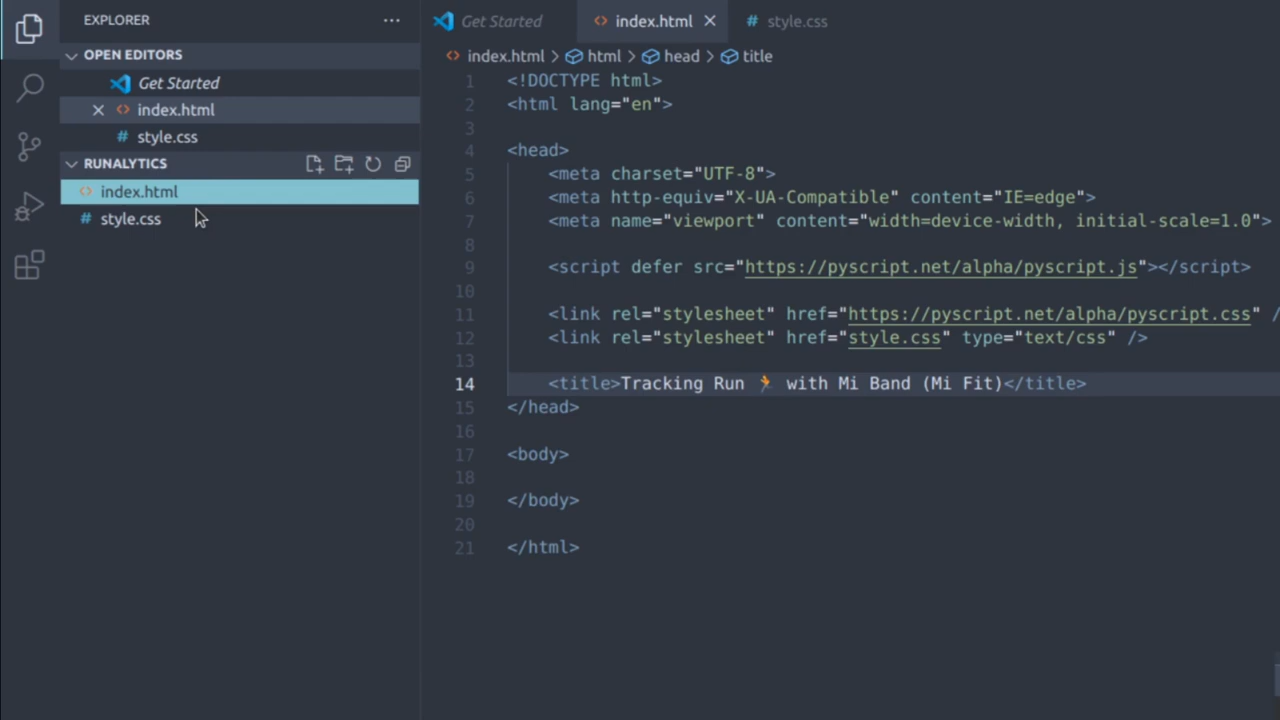 EXPLORER
OPEN EDITORS
Get Started
index.html
style.css
RUNALYTICS
index.html
style.css
Get Started
index.html
style.css
index.html > html > head > title
1 <!DOCTYPE html>
2 <html lang="en">
3
4 <head>
5 <meta charset="UTF-8">
6 <meta http-equiv="X-UA-Compatible" content="IE=edge">
7 <meta name="viewport" content="width=device-width, initial-scale=1.0">
8
9 <script defer src="https://pyscript.net/alpha/pyscript.js"></script>
10
11 <link rel="stylesheet" href="https://pyscript.net/alpha/pyscript.css" /
12 <link rel="stylesheet" href="style.css" type="text/css" />
13
14 <title>Tracking Run 🏃 with Mi Band (Mi Fit)</title>
15 </head>
16
17 <body>
18
19 </body>
20
21 </html>